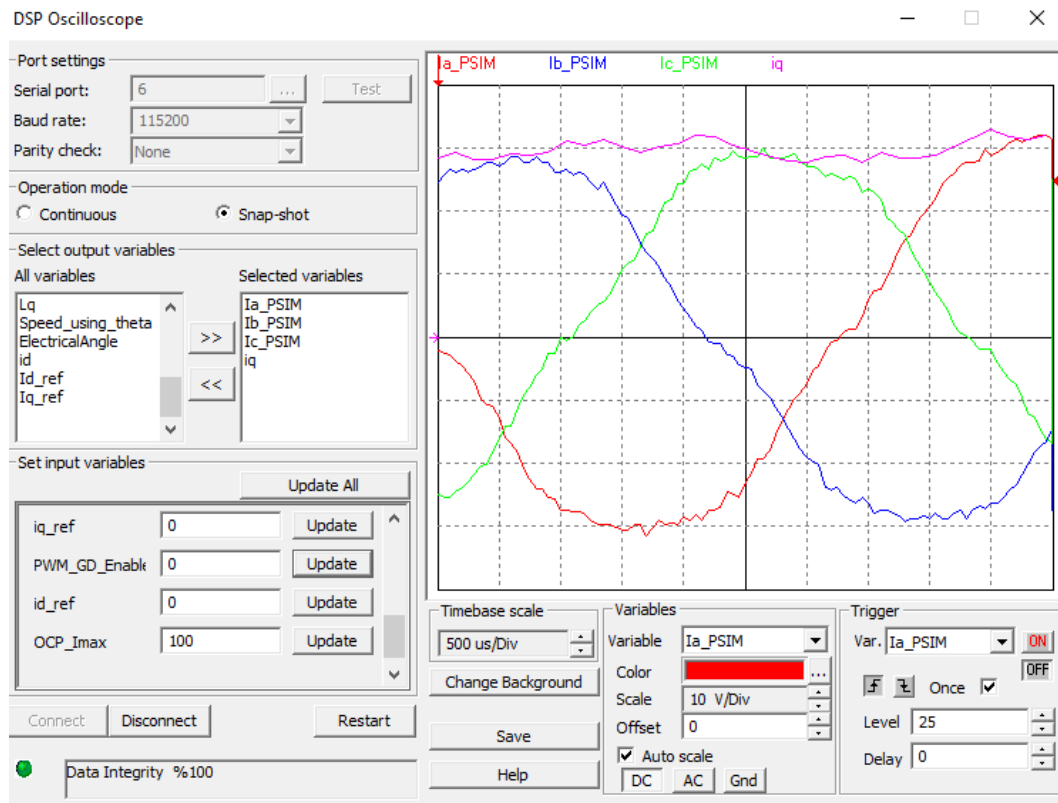 DSP Oscilloscope
Port settings
Serial port: 6 ... Test
Baud rate: 115200
Parity check: None
Operation mode
Continuous Snap-shot
Select output variables
All variables Selected variables
Lq
Speed_using_theta
ElectricalAngle
id
Id_ref
Iq_ref
>>
<<
Ia_PSIM
Ib_PSIM
Ic_PSIM
iq
Set input variables
Update All
iq_ref 0 Update
PWM_GD_Enable 0 Update
id_ref 0 Update
OCP_Imax 100 Update
Connect Disconnect Restart
Data Integrity %100
Ia_PSIM Ib_PSIM Ic_PSIM iq
Timebase scale
500 us/Div
Change Background
Save
Help
Variables
Variable Ia_PSIM
Color ...
Scale 10 V/Div
Offset 0
Auto scale
DC AC Gnd
Trigger
Var. Ia_PSIM ON
OFF
Once
Level 25
Delay 0